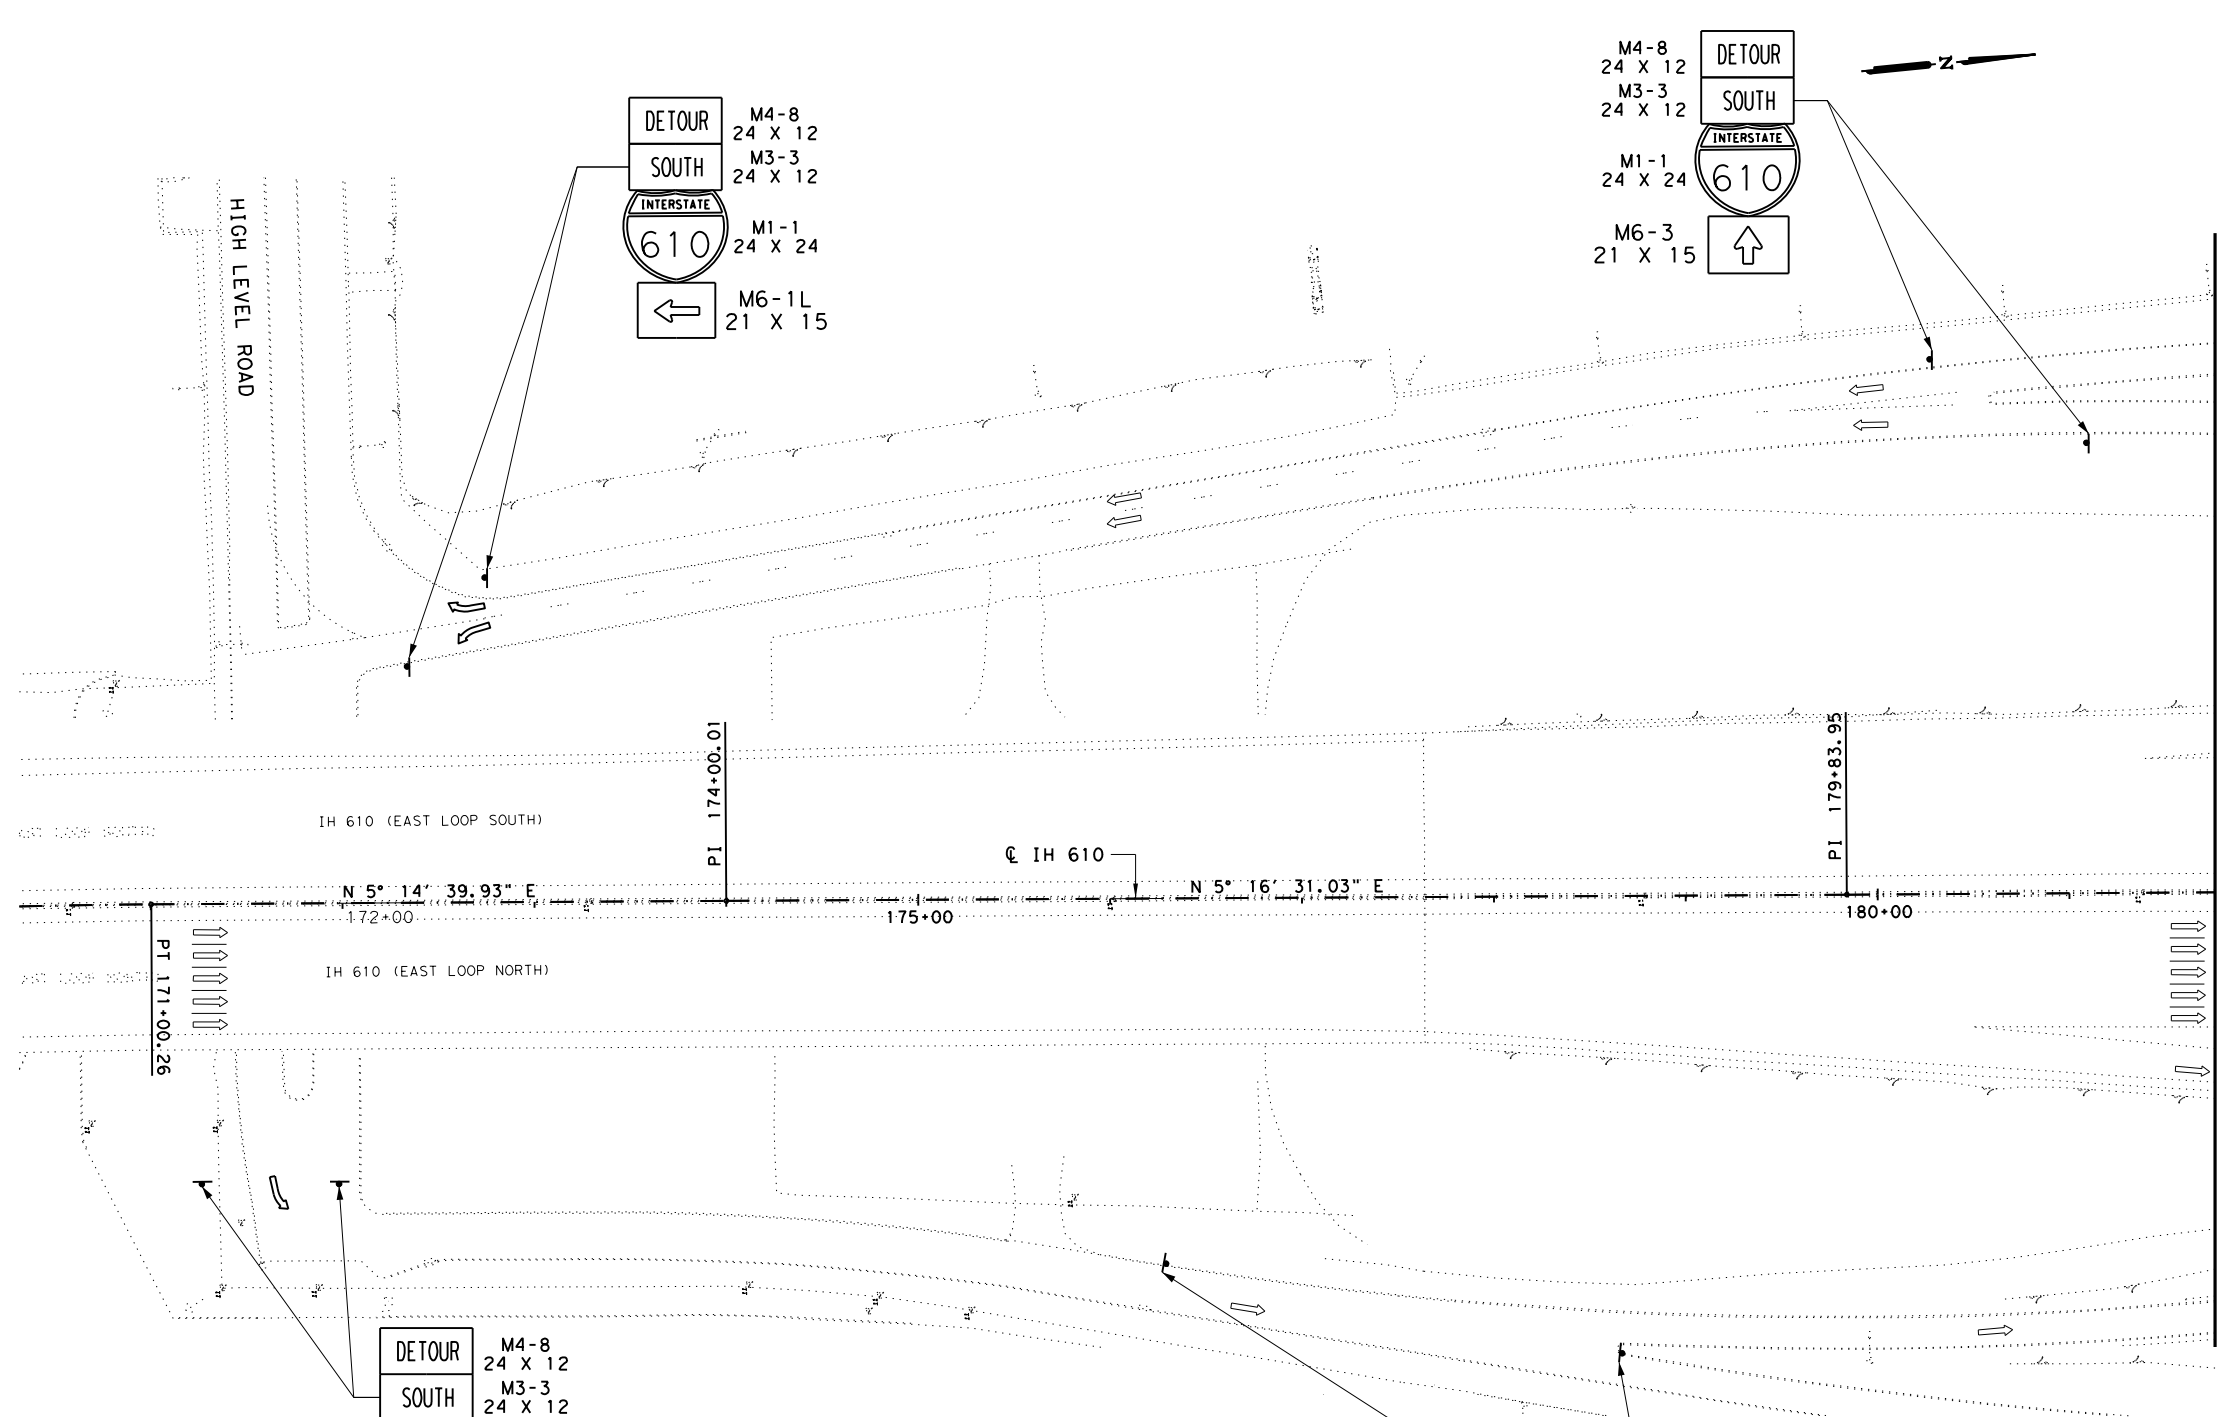 M4-8
24 X 12
M3-3
24 X 12
M1-1
24 X 24
M6-3
21 X 15
DETOUR
SOUTH
INTERSTATE
610
N
DETOUR
SOUTH
INTERSTATE
610
M4-8
24 X 12
M3-3
24 X 12
M1-1
24 X 24
M6-1L
21 X 15
HIGH LEVEL ROAD
PI 174+00.01
PI 179+83.95
IH 610 (EAST LOOP SOUTH)
℄ IH 610
N 5° 14' 39.93" E
N 5° 16' 31.03" E
172+00
175+00
180+00
PT 171+00.26
IH 610 (EAST LOOP NORTH)
DETOUR
SOUTH
M4-8
24 X 12
M3-3
24 X 12